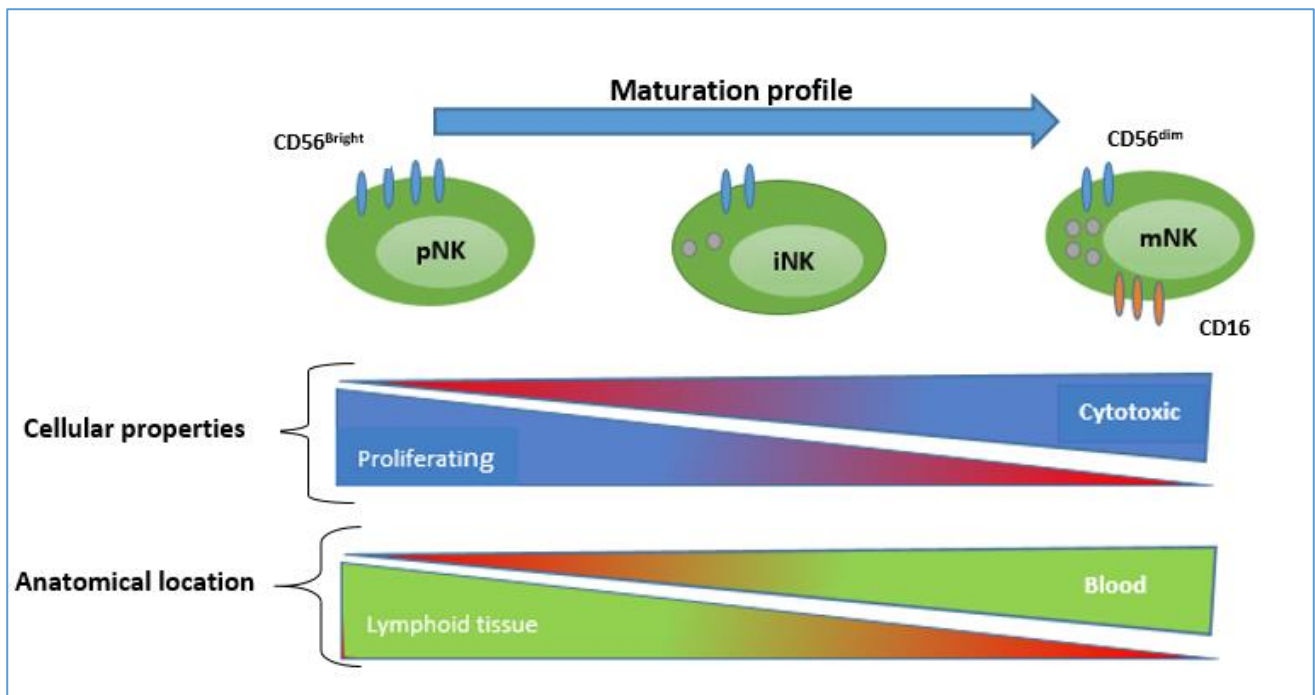 Maturation profile
CD56Bright
CD56dim
pNK
iNK
mNK
CD16
Cellular properties
Cytotoxic
Proliferating
Anatomical location
Blood
Lymphoid tissue